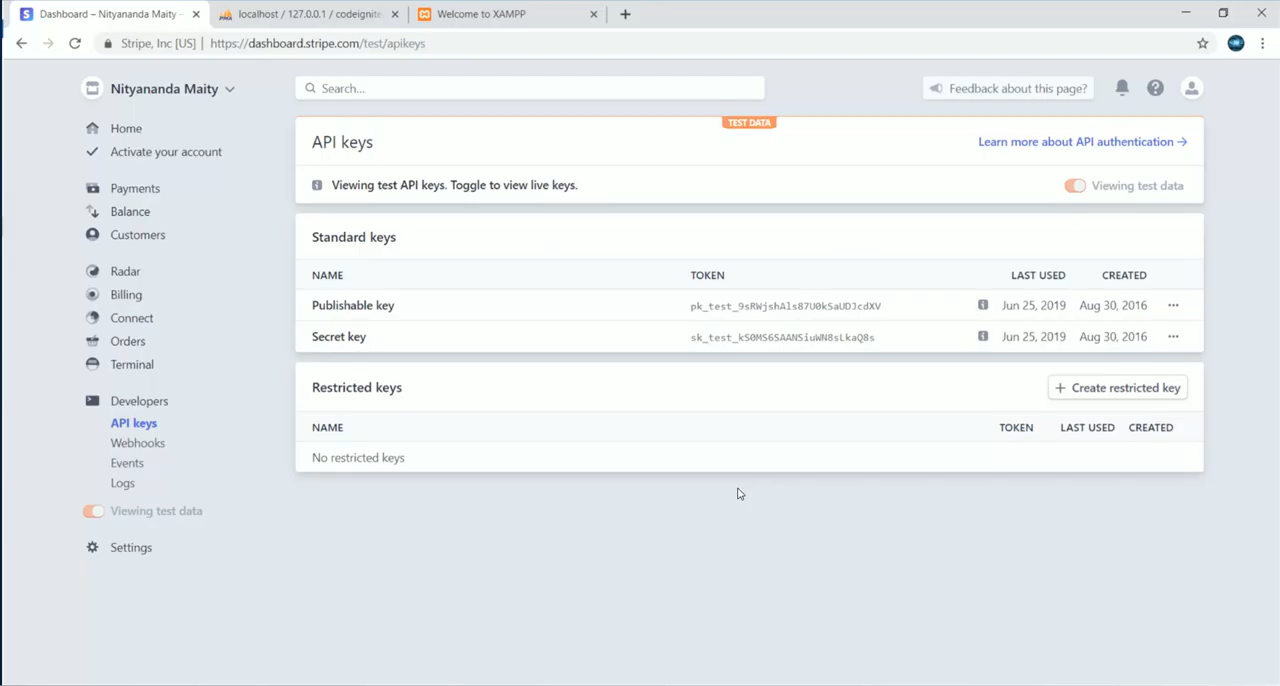 Dashboard – Nityananda Maity –
localhost / 127.0.0.1 / codeignite
Welcome to XAMPP
Stripe, Inc [US] | https://dashboard.stripe.com/test/apikeys
Nityananda Maity
Search...
Feedback about this page?
Home
Activate your account
Payments
Balance
Customers
Radar
Billing
Connect
Orders
Terminal
Developers
API keys
Webhooks
Events
Logs
Viewing test data
Settings
TEST DATA
API keys
Learn more about API authentication
Viewing test API keys. Toggle to view live keys.
Viewing test data
Standard keys
NAME TOKEN LAST USED CREATED
Publishable key Jun 25, 2019 Aug 30, 2016
Secret key Jun 25, 2019 Aug 30, 2016
Restricted keys
Create restricted key
NAME TOKEN LAST USED CREATED
No restricted keys